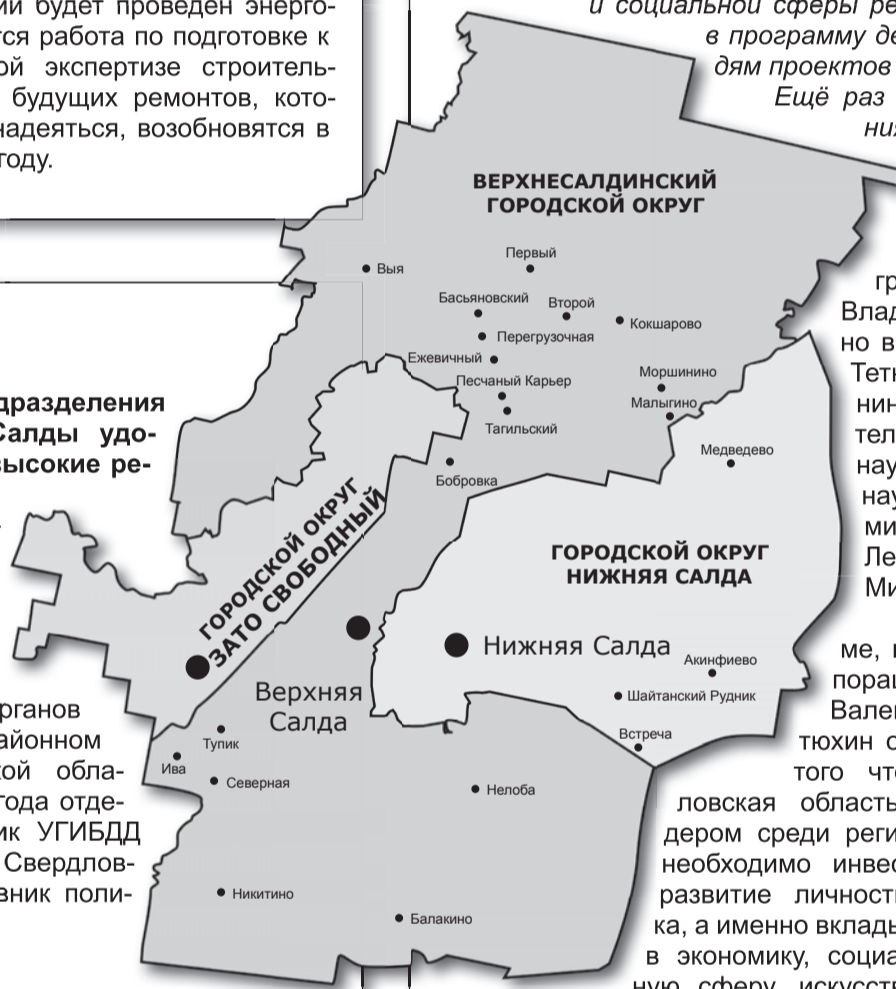 ии будет проведен энерго-
тся работа по подготовке к
ой экспертизе строитель-
будущих ремонтов, кото-
надеяться, возобновятся в
году.
и социальной сферы ре
в программу де
дям проектов
Ещё раз
ния
ВЕРХНЕСАЛДИНСКИЙ
ГОРОДСКОЙ ОКРУГ
Первый
Выя
Басьяновский
Второй
Кокшарово
Перегрузочная
Ежевичный
Песчаный Карьер
Моршинино
Малыгино
Тагильский
Медведево
Бобровка
дразделения
Салды удо-
высокие ре-
ГОРОДСКОЙ ОКРУГ
ЗАТО СВОБОДНЫЙ
ГОРОДСКОЙ ОКРУГ
НИЖНЯЯ САЛДА
Нижняя Салда
Акинфиево
Шайтанский Рудник
Верхняя
Салда
Встреча
Тупик
Ива
Северная
Нелоба
Никитино
Балакино
рганов
айонном
кой обла-
года отде-
ик УГИБДД
Свердлов-
вник поли-
гр
Влад
но в
Тетю
нин
тел
нау
нау
ми
Ле
Ми
ме, н
пораш
Вале
тюхин о
того что
ловская область
дером среди реги
необходимо инвес
развитие личност
ка, а именно вклады
в экономику, социа
ную сферу, искусств